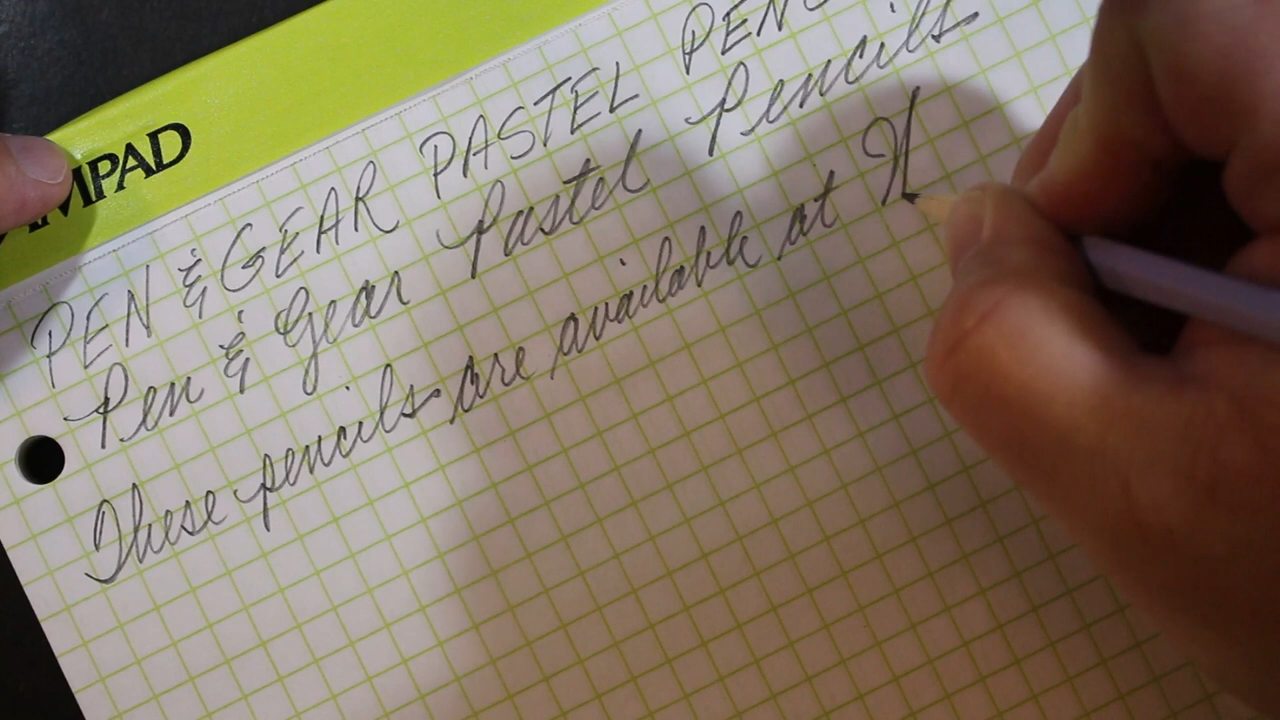 AMPAD
PEN & GEAR PASTEL PENC
Pen & Gear Pastel Pencils
These pencils are available at W